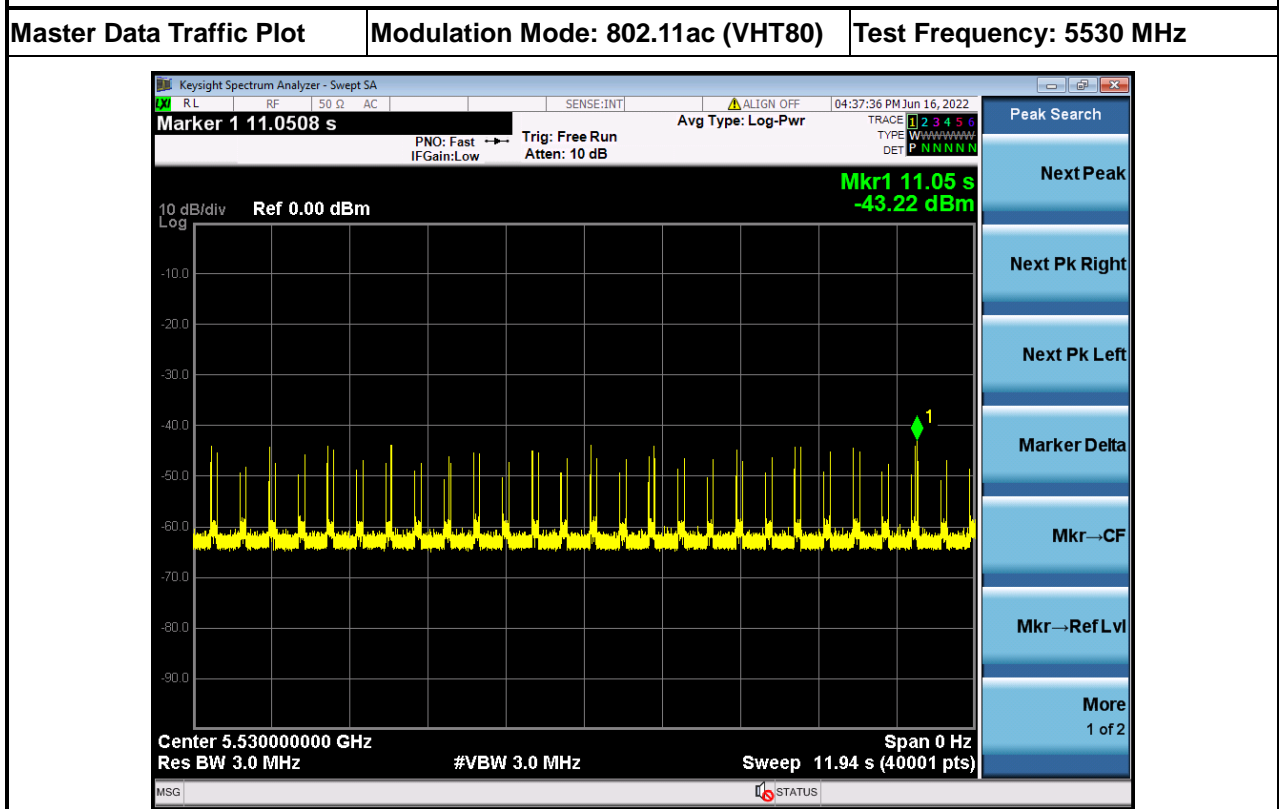 Master Data Traffic Plot Modulation Mode: 802.11ac (VHT80) Test Frequency: 5530 MHz
Keysight Spectrum Analyzer - Swept SA
LXI RL RF 50 Ω AC SENSE:INT ALIGN OFF 04:37:36 PM Jun 16, 2022
Marker 1 11.0508 s
PNO: Fast
IFGain:Low
Trig: Free Run
Atten: 10 dB
Avg Type: Log-Pwr
TRACE 1 2 3 4 5 6
TYPE WWWWWW
DET P N N N N N
Peak Search
Mkr1 11.05 s
-43.22 dBm
10 dB/div Ref 0.00 dBm
Log
-10.0
-20.0
-30.0
-40.0
-50.0
-60.0
-70.0
-80.0
-90.0
1
Center 5.530000000 GHz Span 0 Hz
Res BW 3.0 MHz #VBW 3.0 MHz Sweep 11.94 s (40001 pts)
Next Peak
Next Pk Right
Next Pk Left
Marker Delta
Mkr→CF
Mkr→Ref Lvl
More
1 of 2
MSG STATUS